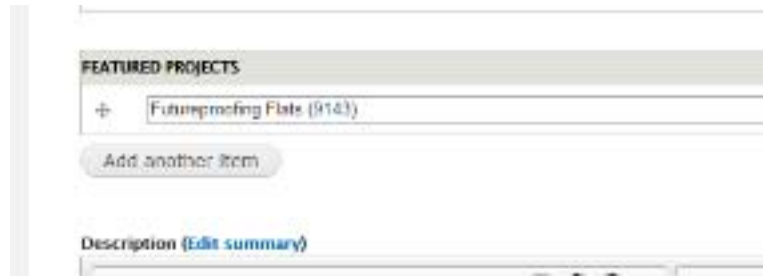 FEATURED PROJECTS
Futureproofing Flats (9143)
Add another item
Description (Edit summary)